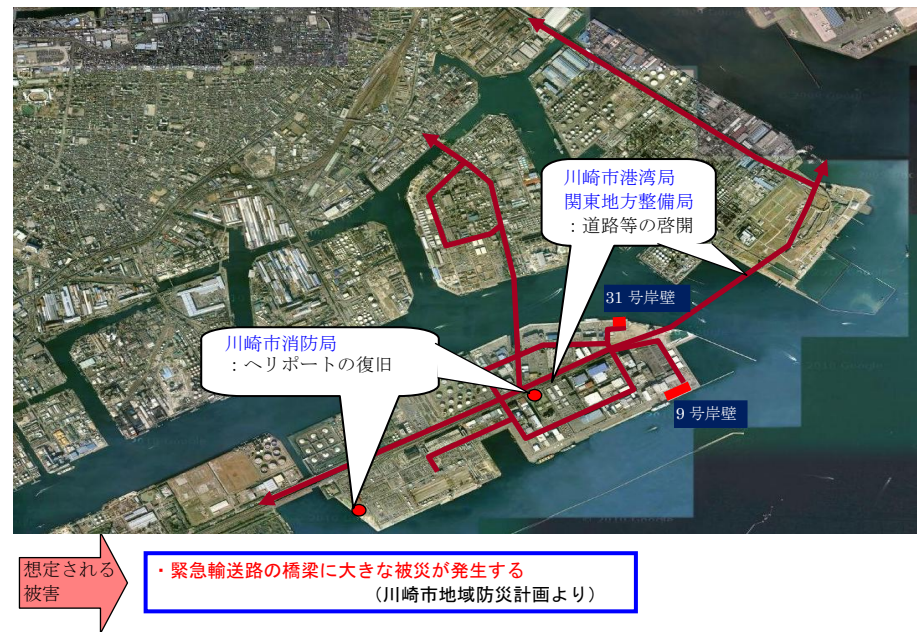 川崎市港湾局
関東地方整備局
：道路等の啓開
31 号岸壁
川崎市消防局
：ヘリポートの復旧
9 号岸壁
想定される
被害
・緊急輸送路の橋梁に大きな被災が発生する
（川崎市地域防災計画より）